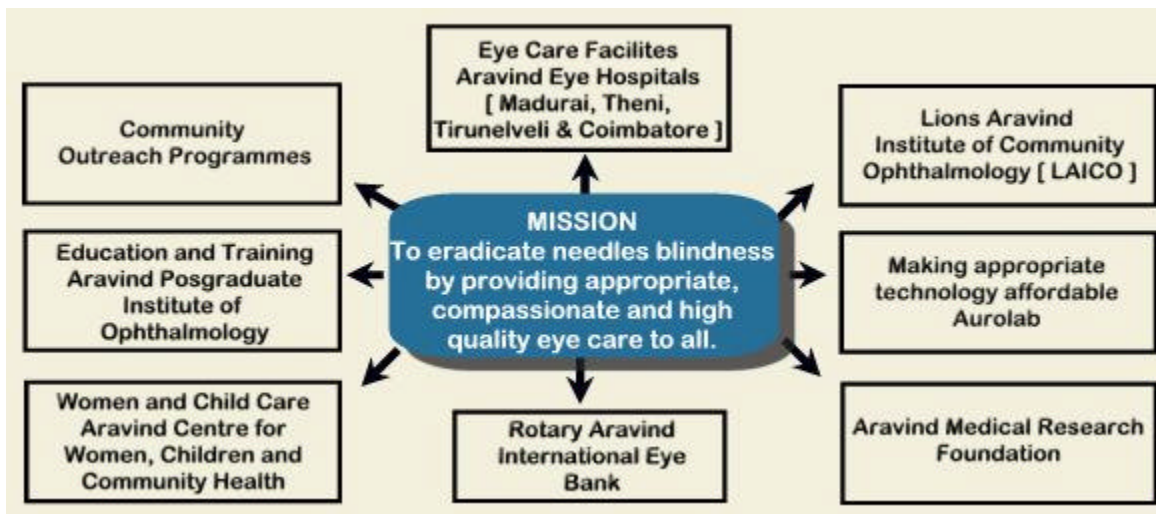 Eye Care Facilites
Aravind Eye Hospitals
[ Madurai, Theni,
Tirunelveli & Coimbatore ]
Community
Outreach Programmes
Lions Aravind
Institute of Community
Ophthalmology [ LAICO ]
MISSION
To eradicate needles blindness
by providing appropriate,
compassionate and high
quality eye care to all.
Education and Training
Aravind Posgraduate
Institute of
Ophthalmology
Making appropriate
technology affordable
Aurolab
Women and Child Care
Aravind Centre for
Women, Children and
Community Health
Rotary Aravind
International Eye
Bank
Aravind Medical Research
Foundation